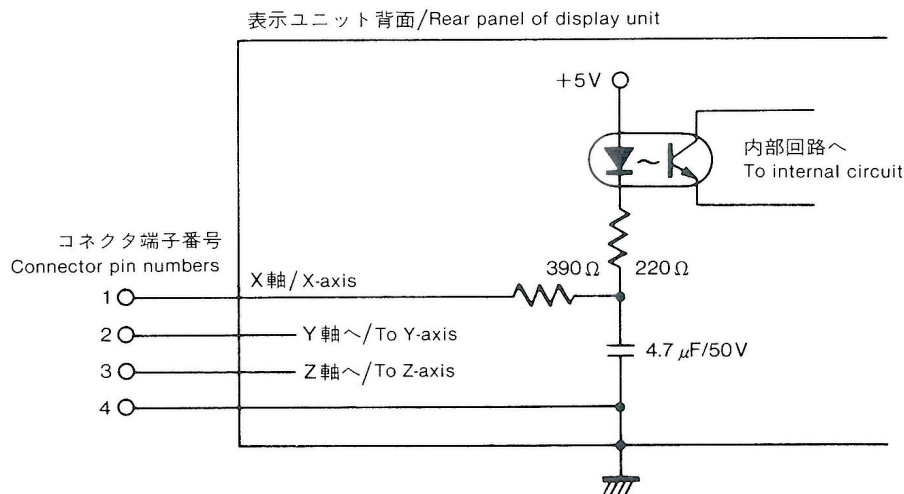 表示ユニット背面/Rear panel of display unit
+5V
内部回路へ
To internal circuit
コネクタ端子番号
Connector pin numbers
390Ω
220Ω
X軸/X-axis
1
2
Y軸へ/To Y-axis
4.7 μF/50V
3
Z軸へ/To Z-axis
4